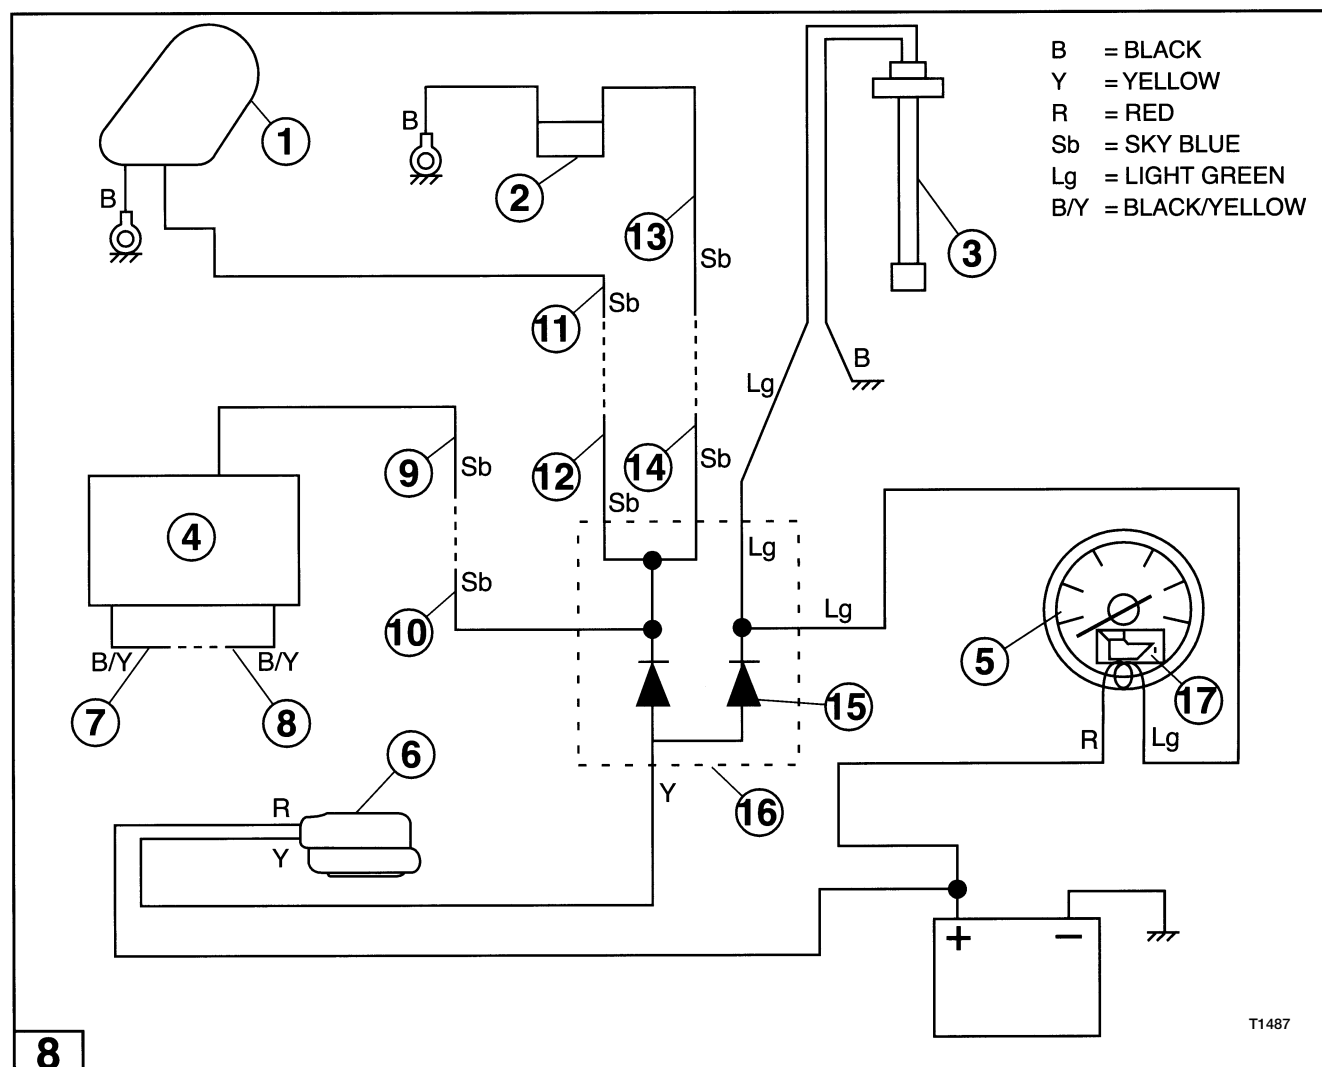 B = BLACK
Y = YELLOW
R = RED
Sb = SKY BLUE
Lg = LIGHT GREEN
B/Y = BLACK/YELLOW
1
B
B
2
13
Sb
3
11
Sb
B
Lg
9
Sb
12
14
Sb
Sb
4
Lg
Sb
10
Lg
5
B/Y
B/Y
7
8
15
17
R
Lg
6
Y
16
R
Y
+
−
T1487
8